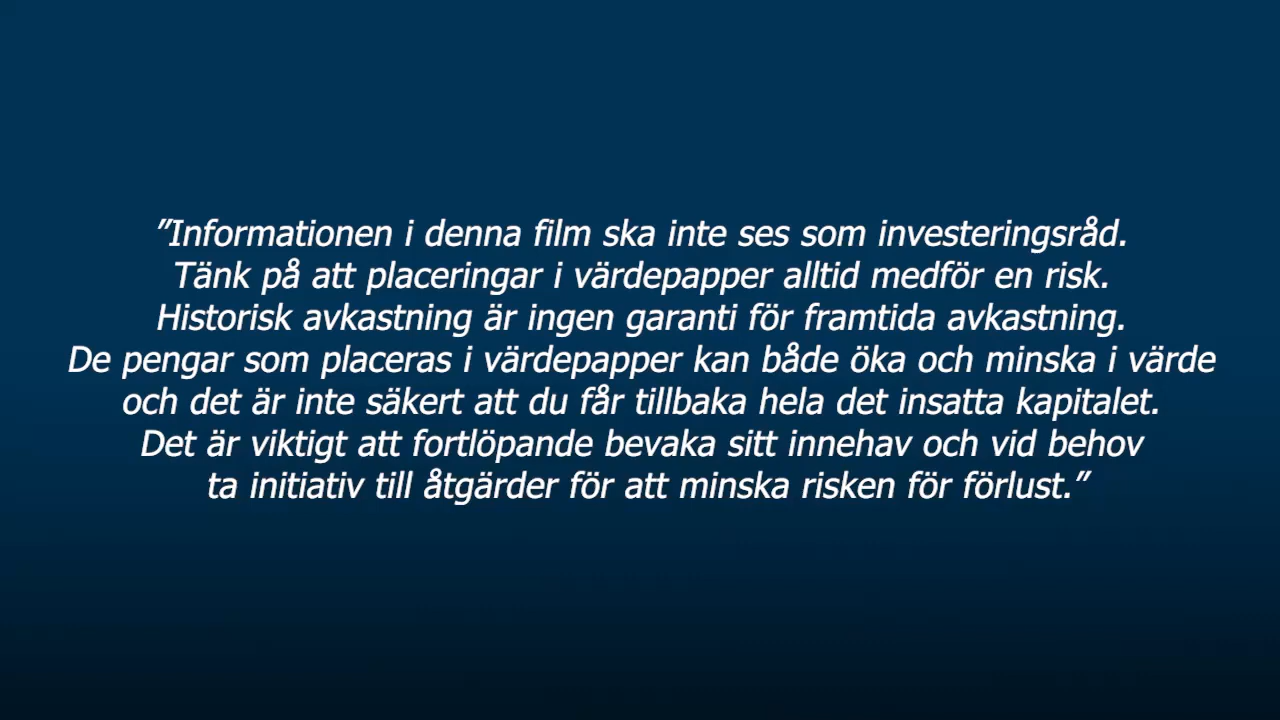 ”Informationen i denna film ska inte ses som investeringsråd.
Tänk på att placeringar i värdepapper alltid medför en risk.
Historisk avkastning är ingen garanti för framtida avkastning.
De pengar som placeras i värdepapper kan både öka och minska i värde
och det är inte säkert att du får tillbaka hela det insatta kapitalet.
Det är viktigt att fortlöpande bevaka sitt innehav och vid behov
ta initiativ till åtgärder för att minska risken för förlust.”